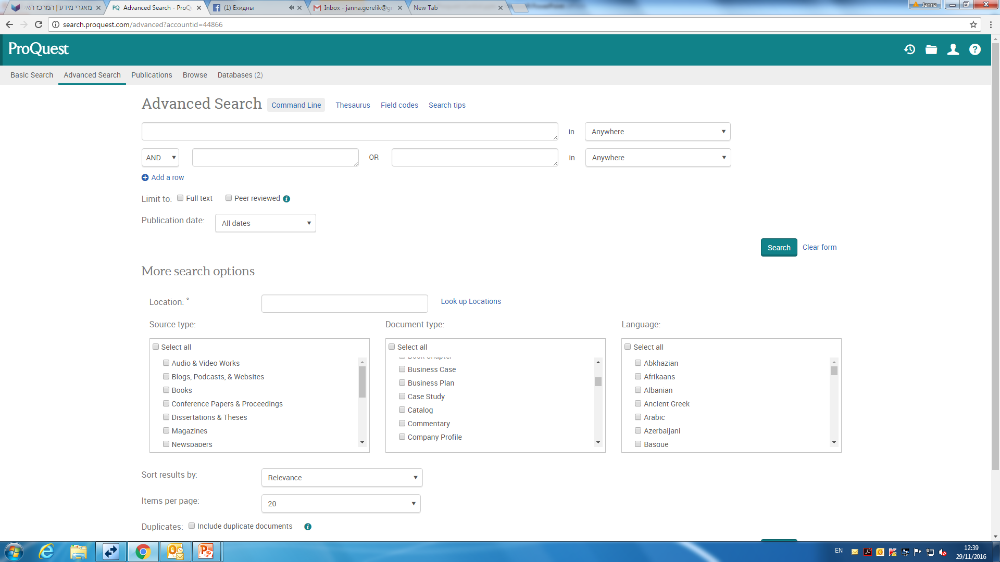 מאגרי מידע | המרכז האק
PQ Advanced Search - ProQ
(1) Ехидны
Inbox - janna.gorelik@g
New Tab
Janna
search.proquest.com/advanced?accountid=44866
ProQuest
Basic Search Advanced Search Publications Browse Databases (2)
Advanced Search Command Line Thesaurus Field codes Search tips
in Anywhere
AND OR in Anywhere
Add a row
Limit to: Full text Peer reviewed
Publication date: All dates
Search Clear form
More search options
Location: ° Look up Locations
Source type: Document type: Language:
Select all
Audio & Video Works
Blogs, Podcasts, & Websites
Books
Conference Papers & Proceedings
Dissertations & Theses
Magazines
Newspapers
Select all
Book Chapter
Business Case
Business Plan
Case Study
Catalog
Commentary
Company Profile
Select all
Abkhazian
Afrikaans
Albanian
Ancient Greek
Arabic
Azerbaijani
Basque
Sort results by: Relevance
Items per page: 20
Duplicates: Include duplicate documents
EN
12:39
29/11/2016